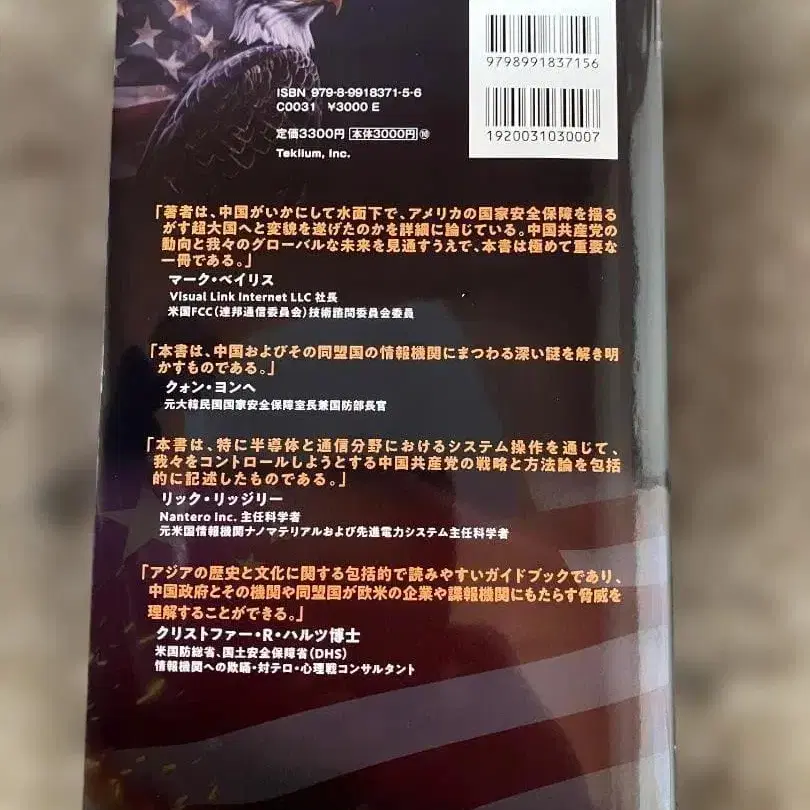 9798991837156
ISBN 979-8-9918371-5-6
C0031 ¥3000 E
定価3300円 本体3000円 ⑩
Tekiium, Inc.
1920031030007
「著者は、中国がいかにして水面下で、アメリカの国家安全保障を揺る
がす超大国へと変貌を遂げたのかを詳細に論じている。中国共産党の
動向と我々のグローバルな未来を見通すうえで、本書は極めて重要な
一冊である。」
マーク・ベイリス
Visual Link Internet LLC 社長
米国FCC(連邦通信委員会)技術諮問委員会委員
「本書は、中国およびその同盟国の情報機関にまつわる深い謎を解き明
かすものである。」
クォン・ヨンヘ
元大韓民国国家安全保障室長兼国防部長官
「本書は、特に半導体と通信分野におけるシステム操作を通じて、
我々をコントロールしようとする中国共産党の戦略と方法論を包括
的に記述したものである。」
リック・リッジリー
Nantero Inc. 主任科学者
元米国情報機関ナノマテリアルおよび先進電力システム主任科学者
「アジアの歴史と文化に関する包括的で読みやすいガイドブックであり、
中国政府とその機関や同盟国が欧米の企業や諜報機関にもたらす脅威を
理解することができる。」
クリストファー・R・ハルツ博士
米国防総省、国土安全保障省(DHS)
情報機関への欺瞞・対テロ・心理戦コンサルタント